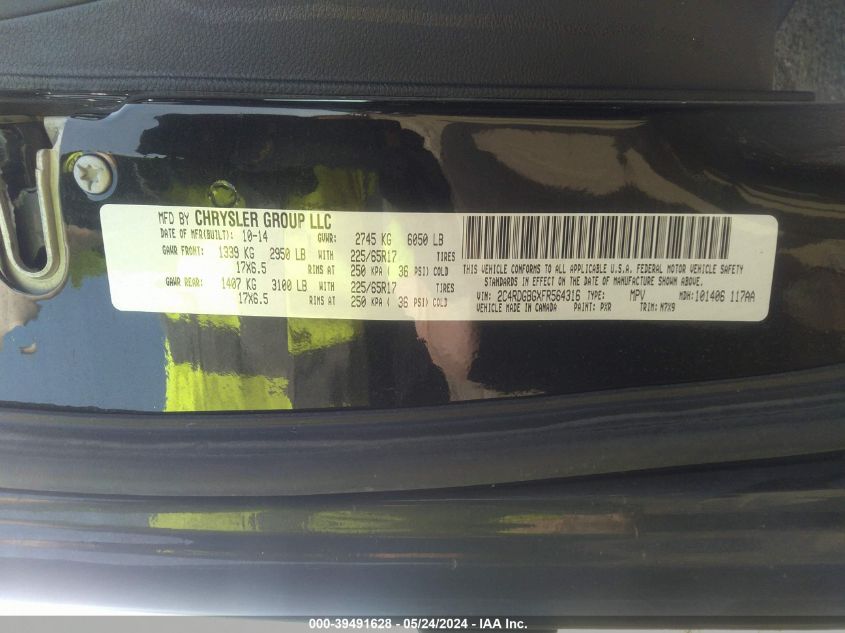 MFD BY CHRYSLER GROUP LLC
DATE OF MFR(BUILT): 10-14 GVWR: 2745 KG 6050 LB
GAWR FRONT: 1339 KG 2950 LB WITH 225/65R17 TIRES
17X6.5 RIMS AT 250 KPA ( 36 PSI) COLD
GAWR REAR: 1407 KG 3100 LB WITH 225/65R17 TIRES
17X6.5 RIMS AT 250 KPA ( 36 PSI) COLD
THIS VEHICLE CONFORMS TO ALL APPLICABLE U.S.A. FEDERAL MOTOR VEHICLE SAFETY
STANDARDS IN EFFECT ON THE DATE OF MANUFACTURE SHOWN ABOVE.
VIN: 2C4RDGBGXFR564316 MPV MDH: 101406 117AA
VEHICLE MADE IN CANADA PAINT: PXR TRIM: M7X9
000-39491628 - 05/24/2024 - IAA Inc.